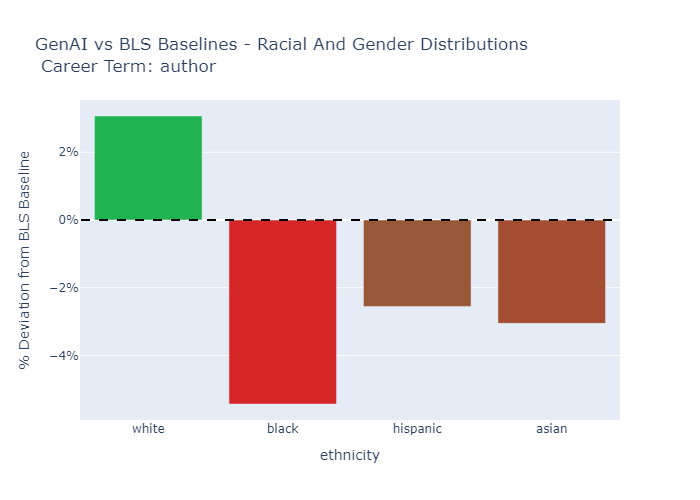 GenAI vs BLS Baselines - Racial And Gender Distributions
Career Term: author
% Deviation from BLS Baseline
2%
0%
−2%
−4%
white
black
hispanic
asian
ethnicity